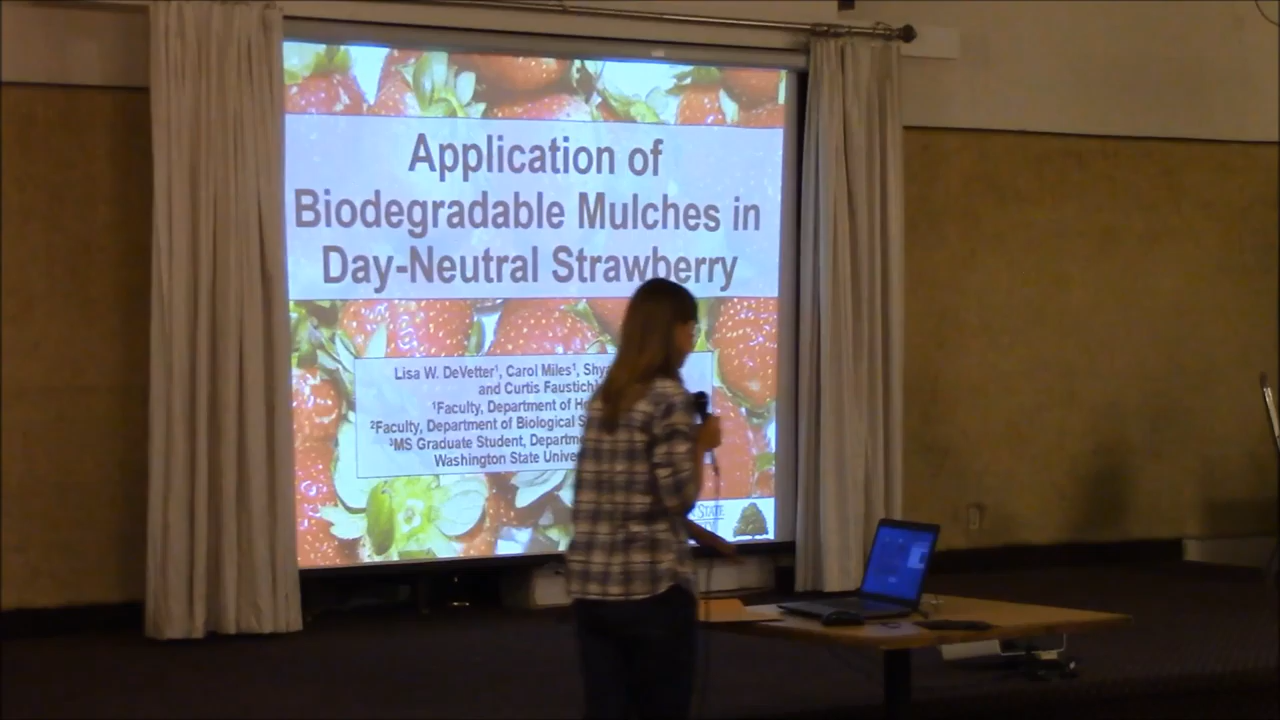 Application of
Biodegradable Mulches in
Day-Neutral Strawberry
Lisa W. DeVetter¹, Carol Miles¹,
and Curtis
¹Faculty, Department of
²Faculty, Department of Biological
³MS Graduate Student,
Washington State
STATE